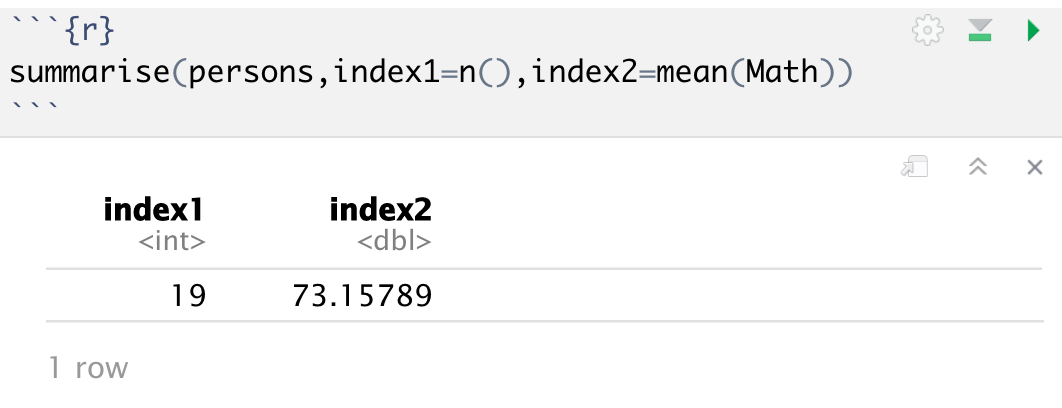 ```{r}
summarise(persons,index1=n(),index2=mean(Math))
```
index1 index2
<int> <dbl>
19 73.15789
1 row